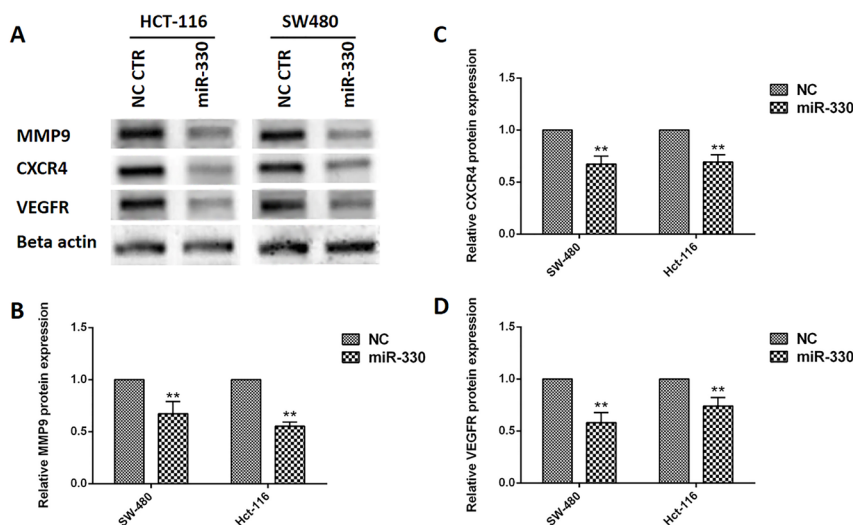 A
HCT-116 SW480
NC CTR miR-330 NC CTR miR-330
MMP9
CXCR4
VEGFR
Beta actin
B
Relative MMP9 protein expression
1.5
1.0
0.5
0.0
NC
miR-330
** **
SW-480 Hct-116
C
Relative CXCR4 protein expression
1.5
1.0
0.5
0.0
NC
miR-330
** **
SW-480 Hct-116
D
Relative VEGFR protein expression
1.5
1.0
0.5
0.0
NC
miR-330
** **
SW-480 Hct-116